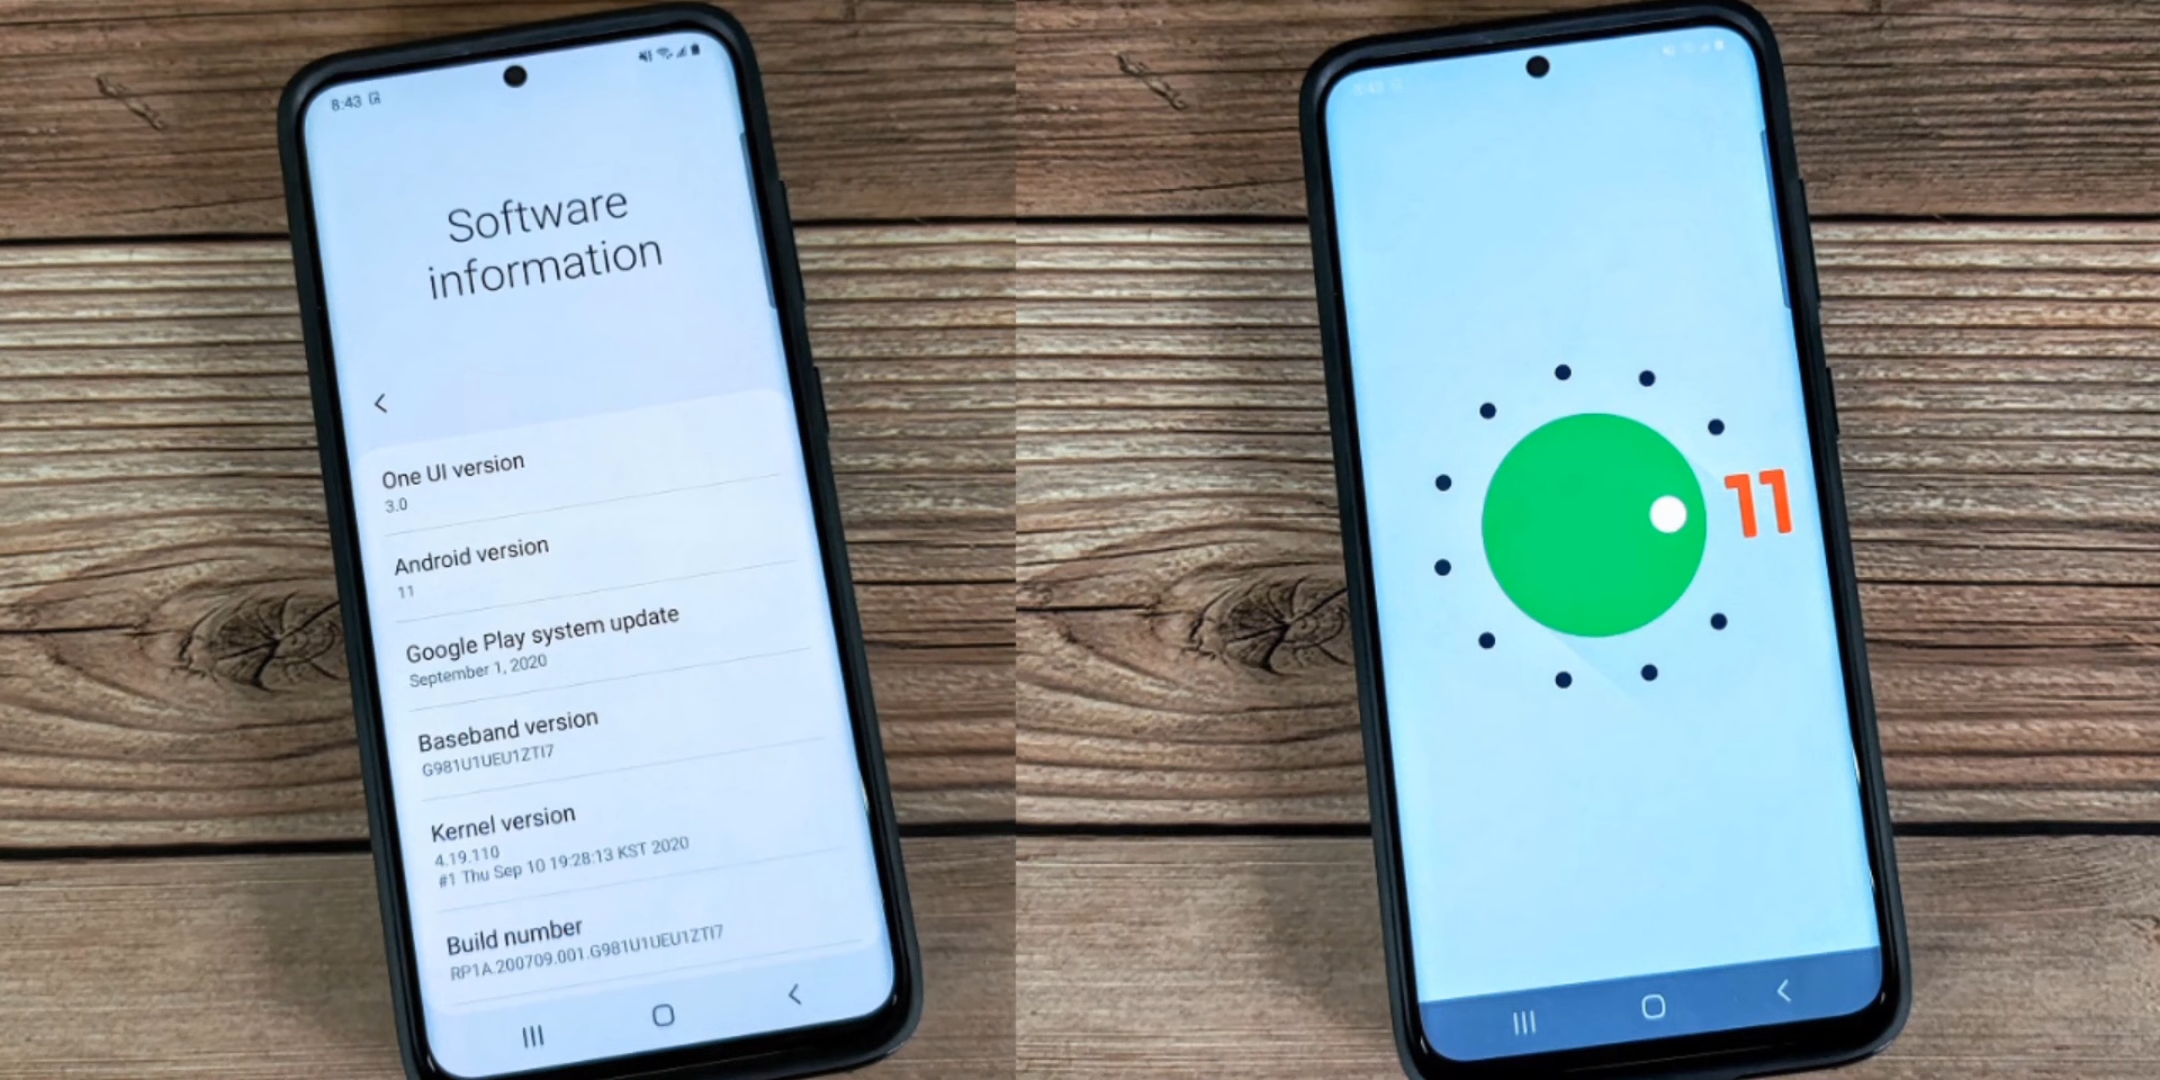 8:43
Software
information
One UI version
3.0
Android version
11
Google Play system update
September 1, 2020
Baseband version
G981U1UEU1ZTI7
Kernel version
4.19.110
#1 Thu Sep 10 19:28:13 KST 2020
Build number
RP1A.200709.001.G981U1UEU1ZTI7
11